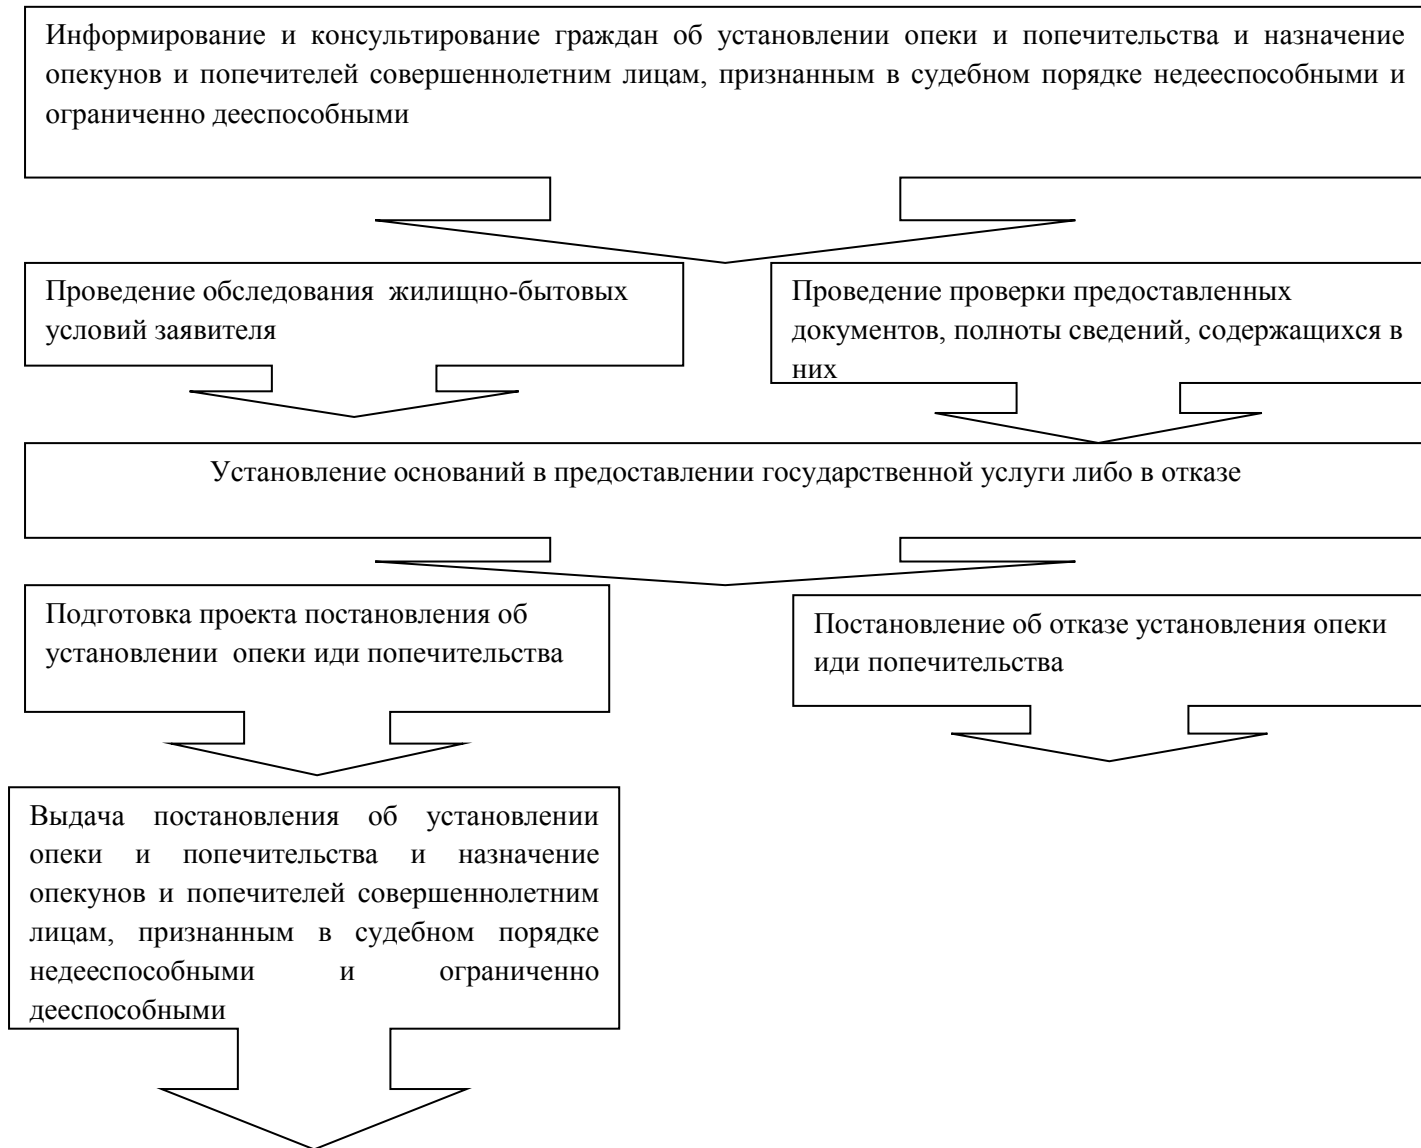 Информирование и консультирование граждан об установлении опеки и попечительства и назначение
опекунов и попечителей совершеннолетним лицам, признанным в судебном порядке недееспособными и
ограниченно дееспособными
Проведение обследования жилищно-бытовых
условий заявителя
Проведение проверки предоставленных
документов, полноты сведений, содержащихся в
них
Установление оснований в предоставлении государственной услуги либо в отказе
Подготовка проекта постановления об
установлении опеки иди попечительства
Постановление об отказе установления опеки
иди попечительства
Выдача постановления об установлении
опеки и попечительства и назначение
опекунов и попечителей совершеннолетним
лицам, признанным в судебном порядке
недееспособными и ограниченно
дееспособными